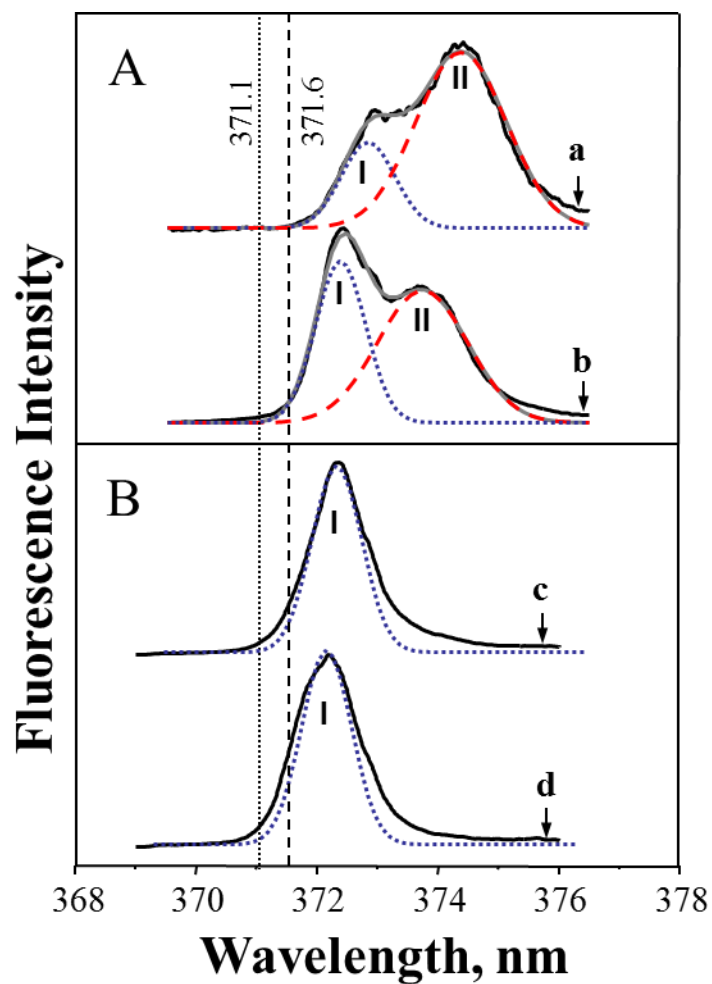 A
371.1
371.6
I
II
a
I
II
b
B
I
c
I
d
Fluorescence Intensity
368 370 372 374 376 378
Wavelength, nm